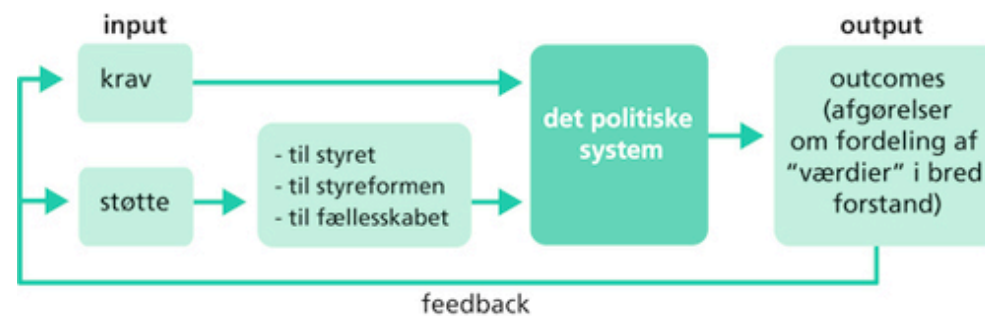 input
krav
støtte
- til styret
- til styreformen
- til fællesskabet
det politiske
system
output
outcomes
(afgørelser
om fordeling af
“værdier” i bred
forstand)
feedback